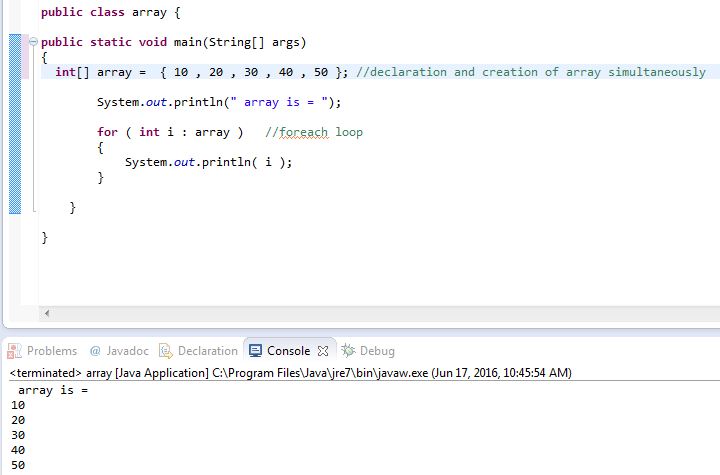 public class array {
public static void main(String[] args)
{
int[] array =  { 10 , 20 , 30 , 40 , 50 }; //declaration and creation of array simultaneously
System.out.println(" array is = ");
for ( int i : array )   //foreach loop
{
System.out.println( i );
}
}
}
Problems @ Javadoc Declaration Console Debug
<terminated> array [Java Application] C:\Program Files\Java\jre7\bin\javaw.exe (Jun 17, 2016, 10:45:54 AM)
array is =
10
20
30
40
50